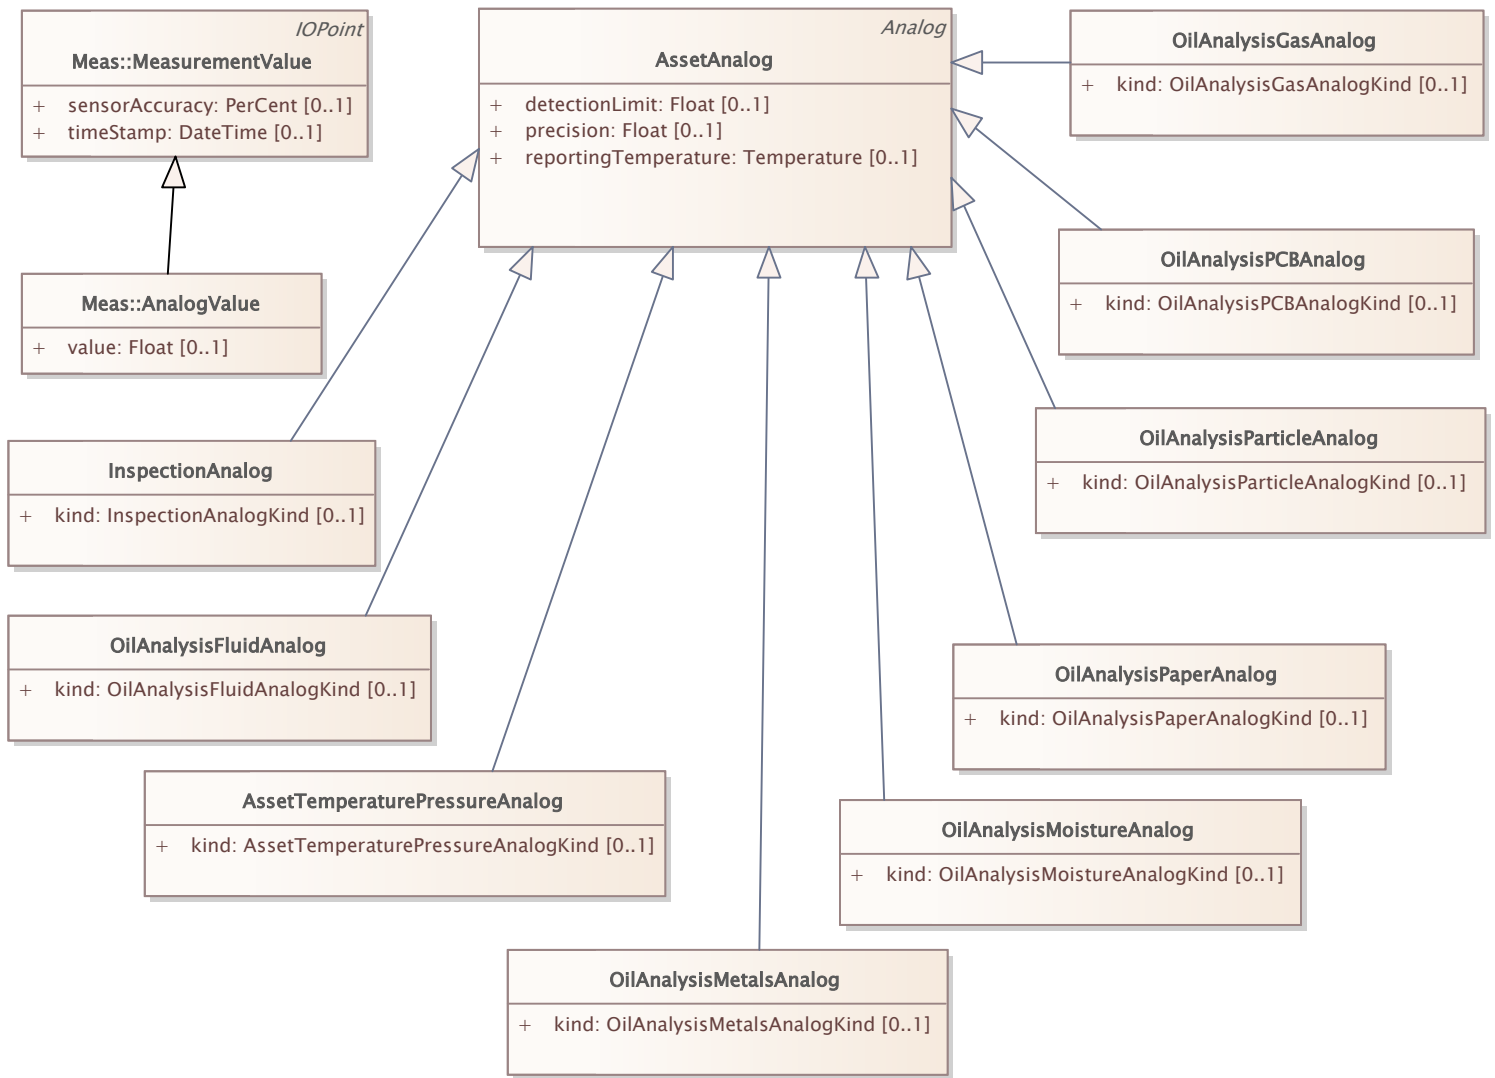 IOPoint
Meas::MeasurementValue
+ sensorAccuracy: PerCent [0..1]
+ timeStamp: DateTime [0..1]
Analog
AssetAnalog
+ detectionLimit: Float [0..1]
+ precision: Float [0..1]
+ reportingTemperature: Temperature [0..1]
OilAnalysisGasAnalog
+ kind: OilAnalysisGasAnalogKind [0..1]
OilAnalysisPCBAnalog
+ kind: OilAnalysisPCBAnalogKind [0..1]
Meas::AnalogValue
+ value: Float [0..1]
OilAnalysisParticleAnalog
+ kind: OilAnalysisParticleAnalogKind [0..1]
InspectionAnalog
+ kind: InspectionAnalogKind [0..1]
OilAnalysisFluidAnalog
+ kind: OilAnalysisFluidAnalogKind [0..1]
OilAnalysisPaperAnalog
+ kind: OilAnalysisPaperAnalogKind [0..1]
AssetTemperaturePressureAnalog
+ kind: AssetTemperaturePressureAnalogKind [0..1]
OilAnalysisMoistureAnalog
+ kind: OilAnalysisMoistureAnalogKind [0..1]
OilAnalysisMetalsAnalog
+ kind: OilAnalysisMetalsAnalogKind [0..1]